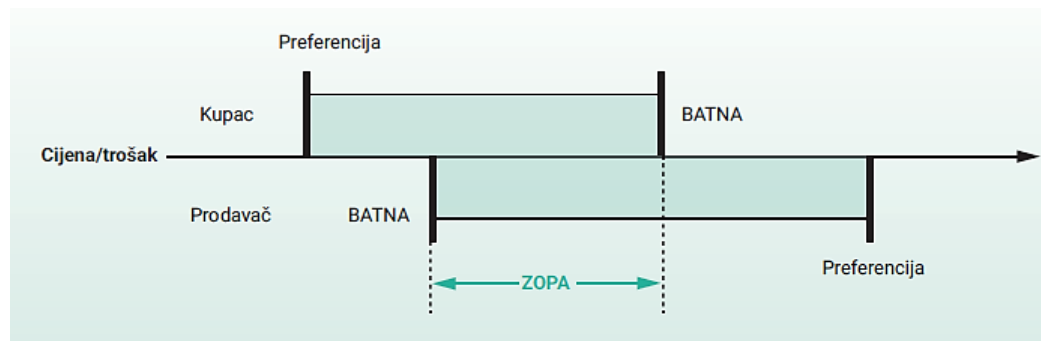 Preferencija
Kupac
BATNA
Cijena/trošak
Prodavač
BATNA
Preferencija
ZOPA